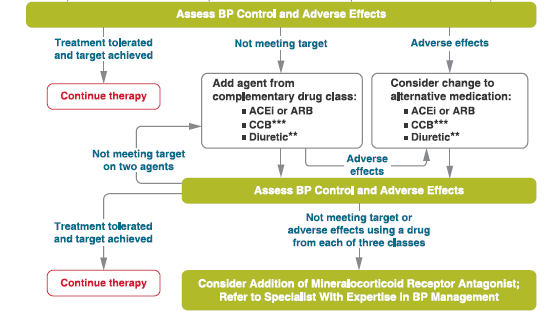 Assess BP Control and Adverse Effects
Treatment tolerated
and target achieved
Not meeting target
Adverse effects
Continue therapy
Add agent from
complementary drug class:
▪ ACEi or ARB
▪ CCB***
▪ Diuretic**
Consider change to
alternative medication:
▪ ACEi or ARB
▪ CCB***
▪ Diuretic**
Not meeting target
on two agents
Adverse
effects
Assess BP Control and Adverse Effects
Treatment tolerated
and target achieved
Not meeting target or
adverse effects using a drug
from each of three classes
Continue therapy
Consider Addition of Mineralocorticoid Receptor Antagonist;
Refer to Specialist With Expertise in BP Management